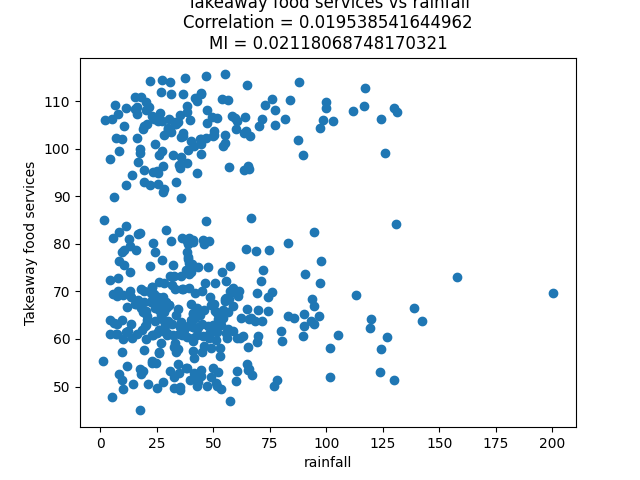 Takeaway food services vs rainfall
Correlation = 0.019538541644962
MI = 0.02118068748170321
Takeaway food services
110
100
90
80
70
60
50
0 25 50 75 100 125 150 175 200
rainfall